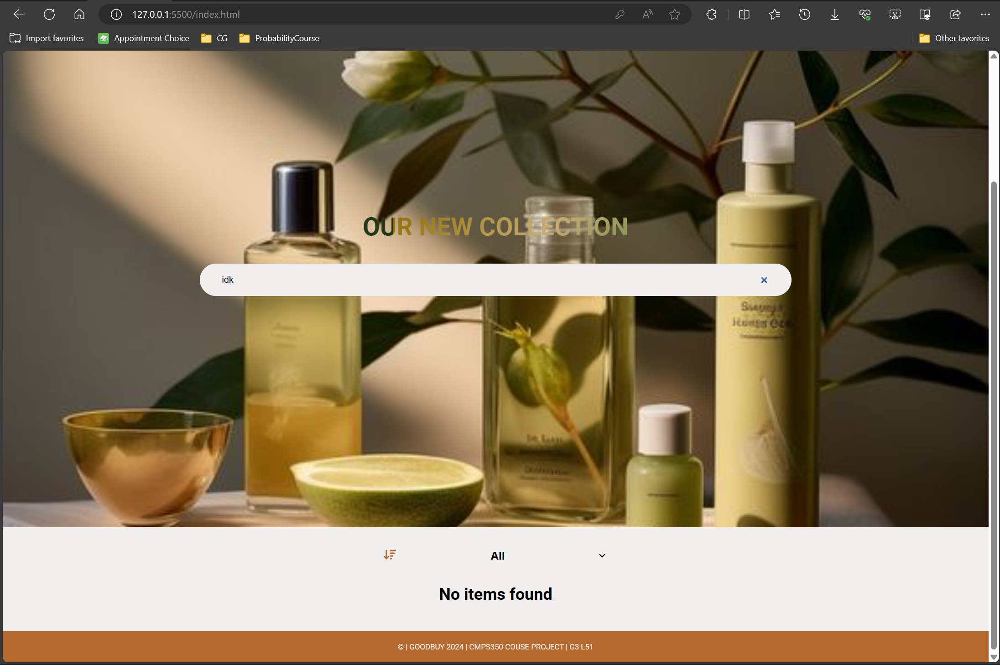 127.0.0.1:5500/index.html
Import favorites
Appointment Choice
CG
ProbabilityCourse
Other favorites
OUR NEW COLLECTION
idk
All
No items found
© | GOODBUY 2024 | CMPS350 COUSE PROJECT | G3 L51